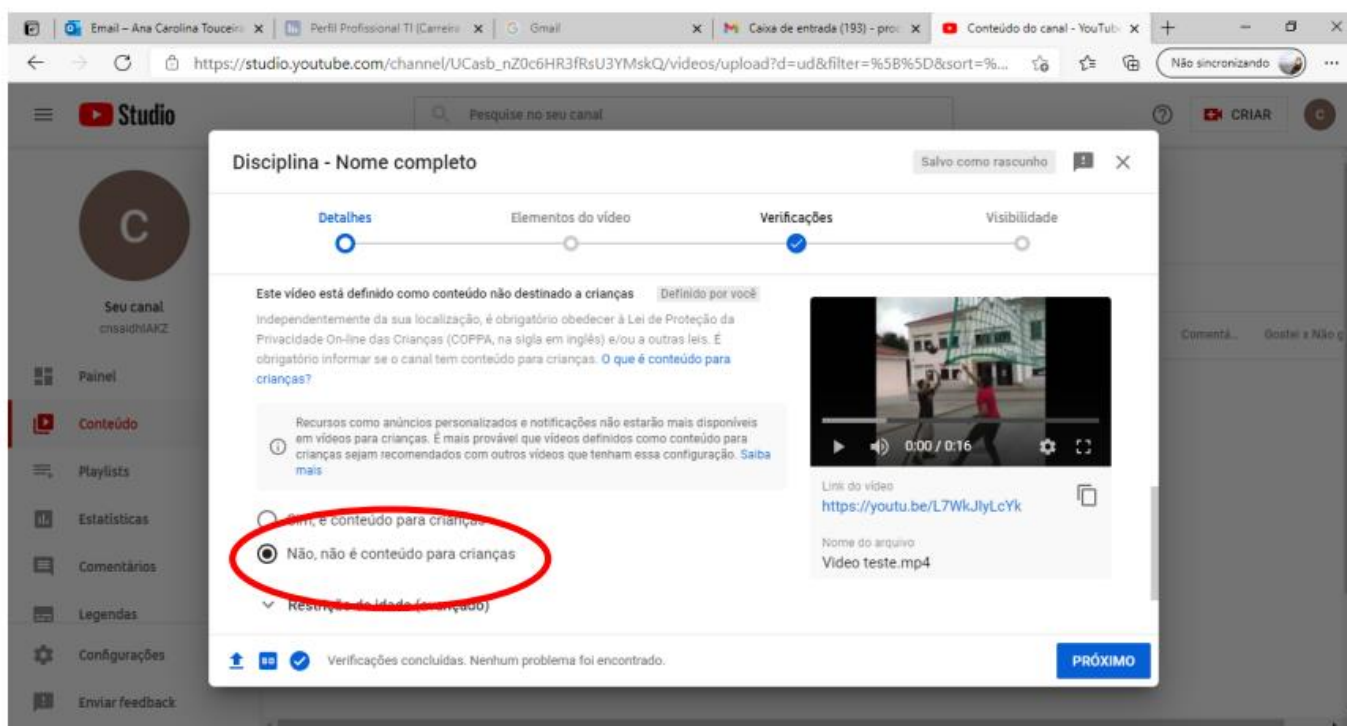 Email – Ana Carolina Touceir
Perfil Profissional TI (Carreira
Gmail
Caixa de entrada (193) - pro
Conteúdo do canal - YouTub
https://studio.youtube.com/channel/UCasb_nZ0c6HR3fRsU3YMskQ/videos/upload?d=ud&filter=%5B%5D&sort=%...
Não sincronizando
Studio
Pesquise no seu canal
CRIAR
C
Disciplina - Nome completo
Salvo como rascunho
Detalhes
Elementos do vídeo
Verificações
Visibilidade
C
Seu canal
Painel
Conteúdo
Playlists
Estatísticas
Comentários
Legendas
Configurações
Enviar feedback
Este vídeo está definido como conteúdo não destinado a crianças Definido por você
Independentemente da sua localização, é obrigatório obedecer à Lei de Proteção da
Privacidade On-line das Crianças (COPPA, na sigla em inglês) e/ou a outras leis. É
obrigatório informar se o canal tem conteúdo para crianças. O que é conteúdo para
crianças?
Recursos como anúncios personalizados e notificações não estarão mais disponíveis
em vídeos para crianças. É mais provável que vídeos definidos como conteúdo para
crianças sejam recomendados com outros vídeos que tenham essa configuração. Saiba
mais
Sim, é conteúdo para crianças
Não, não é conteúdo para crianças
Restrição de idade (avançado)
0:00 / 0:16
Link do vídeo
https://youtu.be/L7WkJlyLcYk
Nome do arquivo
Video teste.mp4
Comentá...
Gostei x Não g
Verificações concluídas. Nenhum problema foi encontrado.
PRÓXIMO